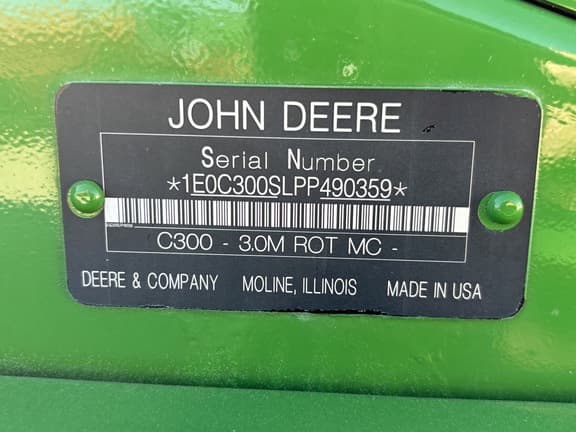 JOHN DEERE
Serial Number
*1E0C300SLPP490359*
C300 - 3.0M ROT MC -
DEERE & COMPANY MOLINE, ILLINOIS MADE IN USA